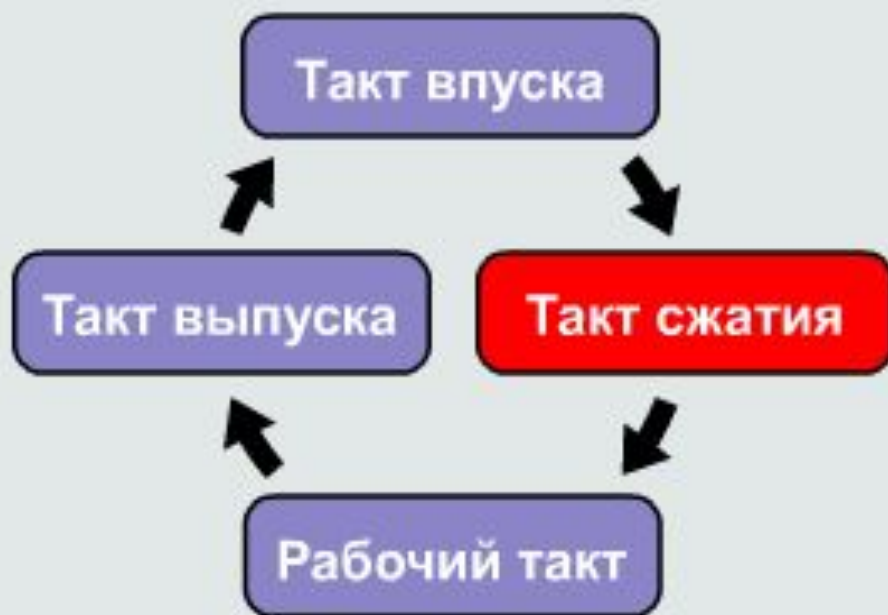 Такт впуска
Такт выпуска
Такт сжатия
Рабочий такт